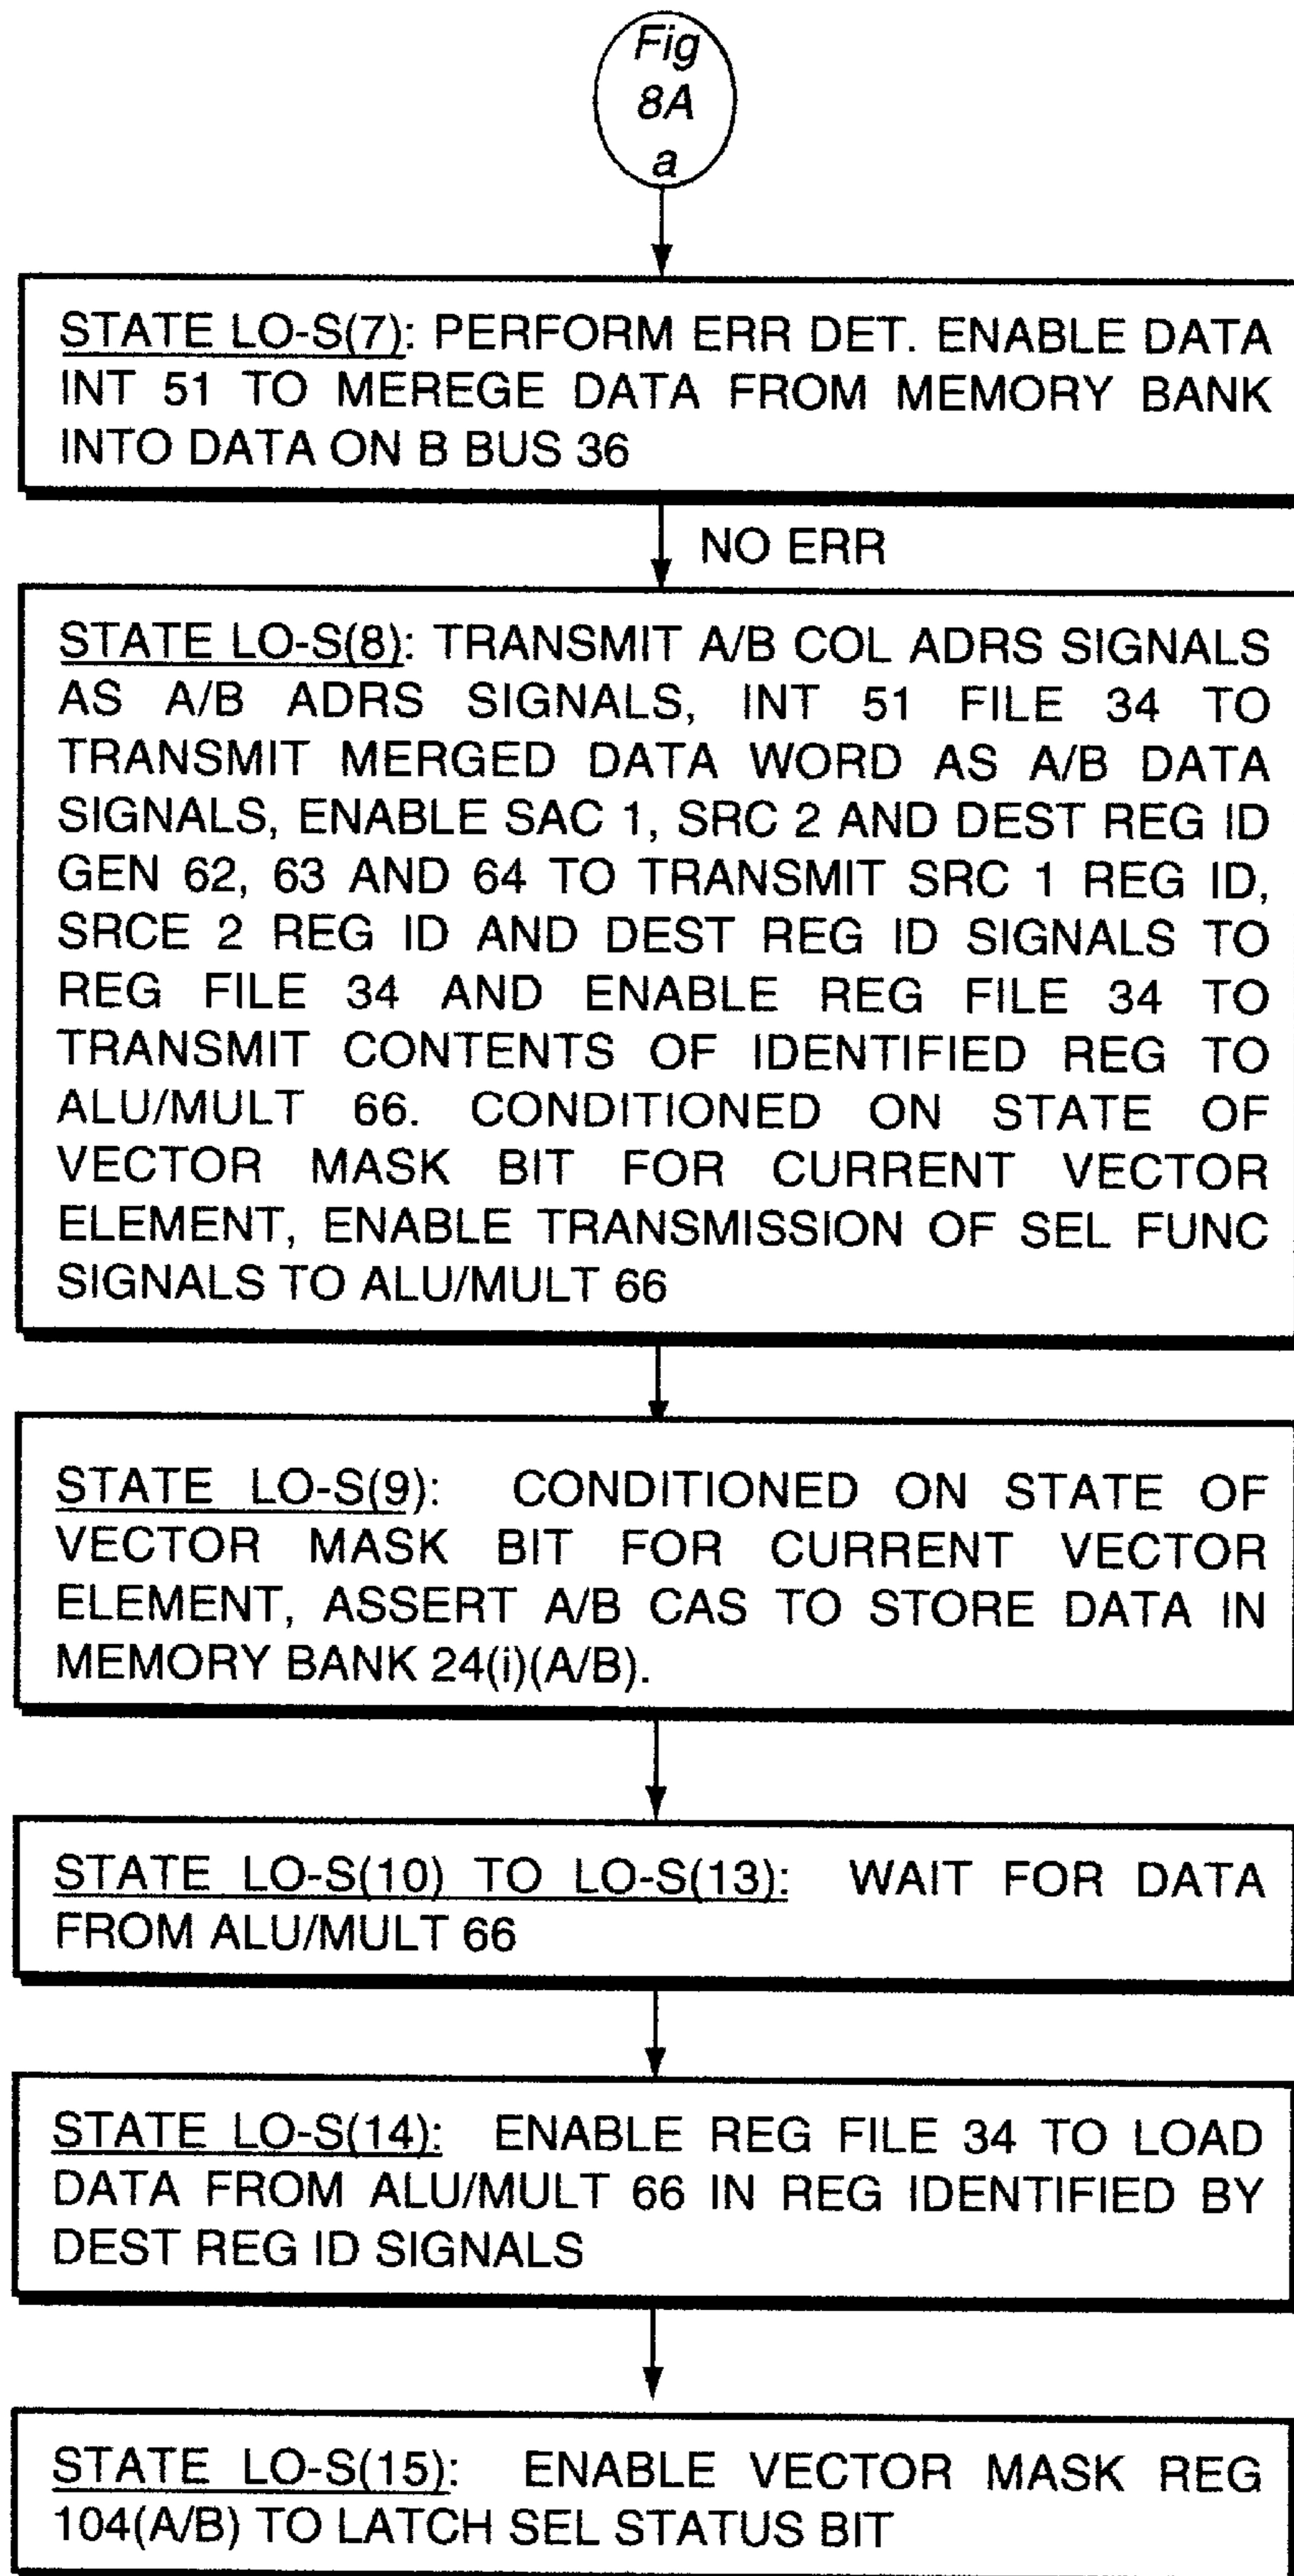 Fig
8A
a
STATE LO-S(7): PERFORM ERR DET. ENABLE DATA
INT 51 TO MEREGE DATA FROM MEMORY BANK
INTO DATA ON B BUS 36
NO ERR
STATE LO-S(8): TRANSMIT A/B COL ADRS SIGNALS
AS A/B ADRS SIGNALS, INT 51 FILE 34 TO
TRANSMIT MERGED DATA WORD AS A/B DATA
SIGNALS, ENABLE SAC 1, SRC 2 AND DEST REG ID
GEN 62, 63 AND 64 TO TRANSMIT SRC 1 REG ID,
SRCE 2 REG ID AND DEST REG ID SIGNALS TO
REG FILE 34 AND ENABLE REG FILE 34 TO
TRANSMIT CONTENTS OF IDENTIFIED REG TO
ALU/MULT 66. CONDITIONED ON STATE OF
VECTOR MASK BIT FOR CURRENT VECTOR
ELEMENT, ENABLE TRANSMISSION OF SEL FUNC
SIGNALS TO ALU/MULT 66
STATE LO-S(9): CONDITIONED ON STATE OF
VECTOR MASK BIT FOR CURRENT VECTOR
ELEMENT, ASSERT A/B CAS TO STORE DATA IN
MEMORY BANK 24(i)(A/B).
STATE LO-S(10) TO LO-S(13): WAIT FOR DATA
FROM ALU/MULT 66
STATE LO-S(14): ENABLE REG FILE 34 TO LOAD
DATA FROM ALU/MULT 66 IN REG IDENTIFIED BY
DEST REG ID SIGNALS
STATE LO-S(15): ENABLE VECTOR MASK REG
104(A/B) TO LATCH SEL STATUS BIT